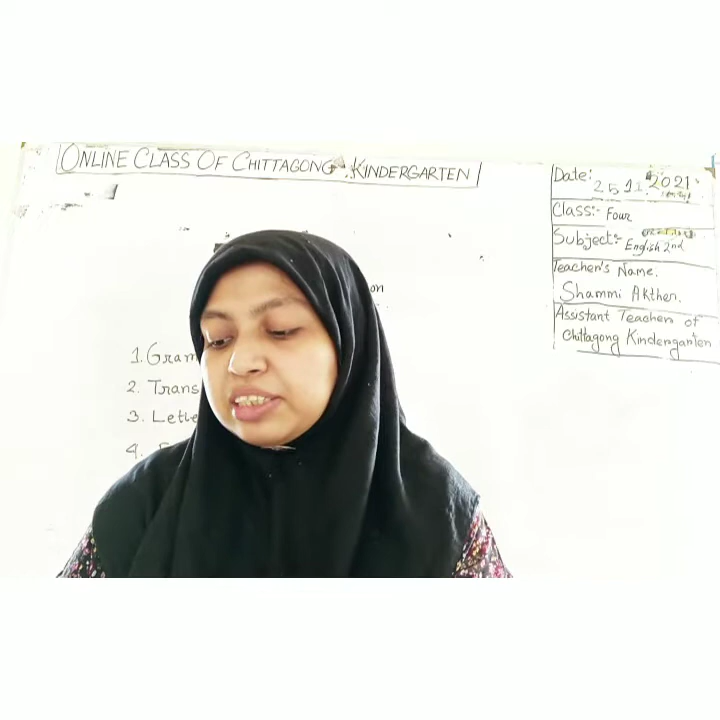 ONLINE CLASS OF CHITTAGONG KINDERGARTEN
Date: 25 11 2021
Class:- Four
Subject:- English 2nd
Teacher's Name.
Shammi Akther.
Assistant Teacher of
Chittagong Kindergarten
on
1. Gram
2. Trans
3. Lette
4.